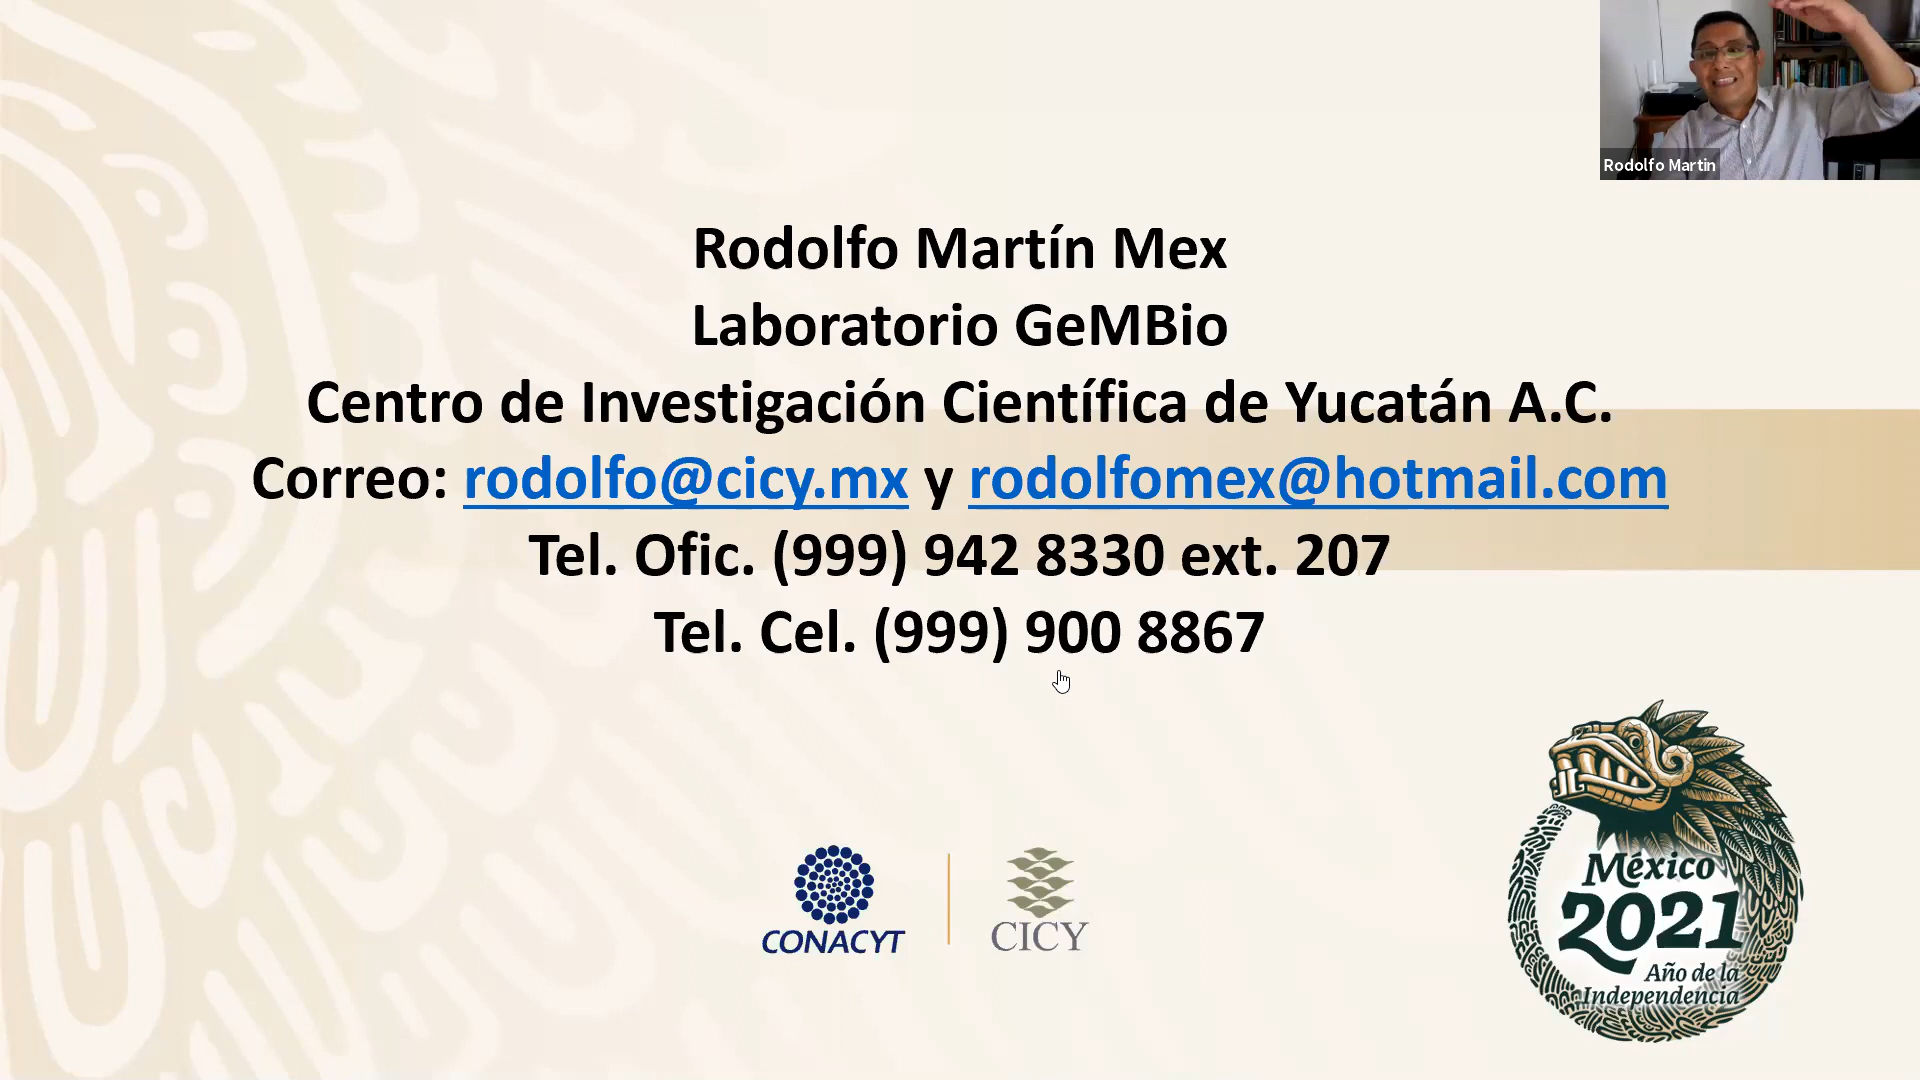 Rodolfo Martin
Rodolfo Martín Mex
Laboratorio GeMBio
Centro de Investigación Científica de Yucatán A.C.
Correo: rodolfo@cicy.mx y rodolfomex@hotmail.com
Tel. Ofic. (999) 942 8330 ext. 207
Tel. Cel. (999) 900 8867
CONACYT
CICY
México
2021
Año de la
Independencia